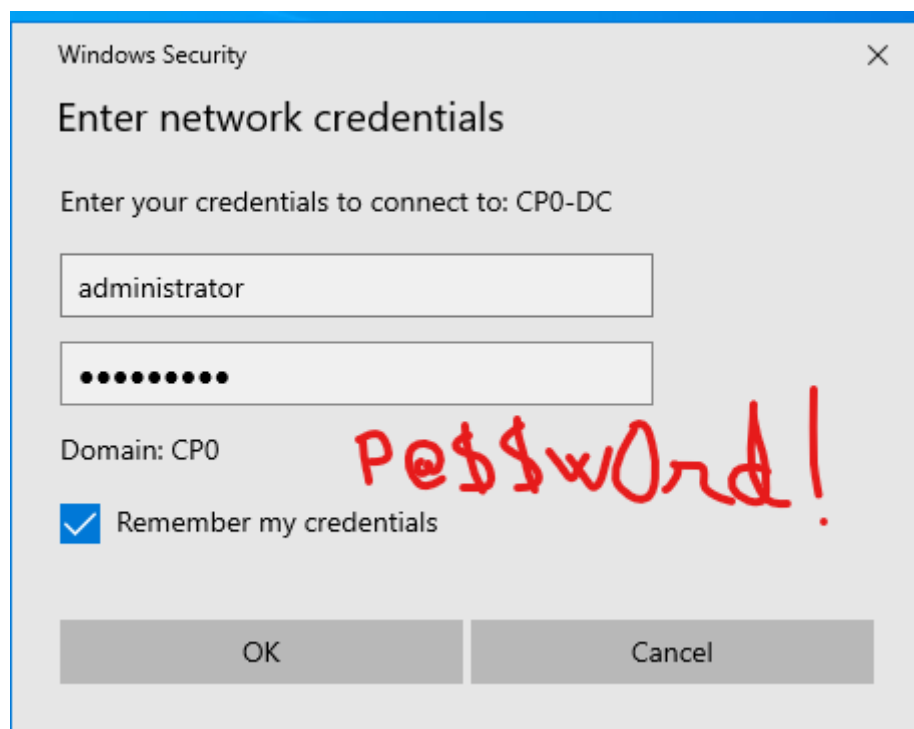 Windows Security
Enter network credentials
Enter your credentials to connect to: CP0-DC
administrator
•••••••••
Domain: CP0
P@$$w0rd!
Remember my credentials
OK
Cancel